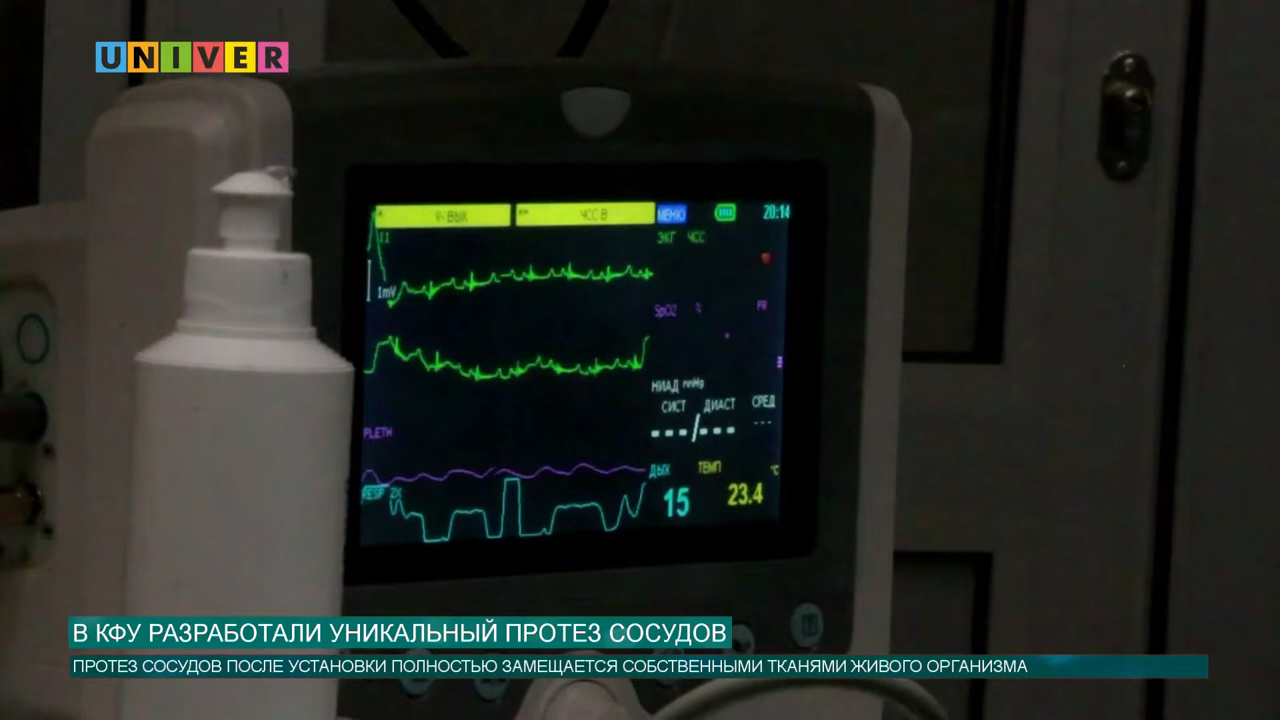 UNIVER
V- ВЫК
ЧСС В
МЕНЮ
20:14
II
ЭКГ ЧСС
1mV
SpO2 %
PR
НИАД mmHg
СИСТ ДИАСТ СРЕД
---/--- ---
PLETH
ДЫХ ТЕМП °C
RESP 2X
15 23.4
В КФУ РАЗРАБОТАЛИ УНИКАЛЬНЫЙ ПРОТЕЗ СОСУДОВ
ПРОТЕЗ СОСУДОВ ПОСЛЕ УСТАНОВКИ ПОЛНОСТЬЮ ЗАМЕЩАЕТСЯ СОБСТВЕННЫМИ ТКАНЯМИ ЖИВОГО ОРГАНИЗМА